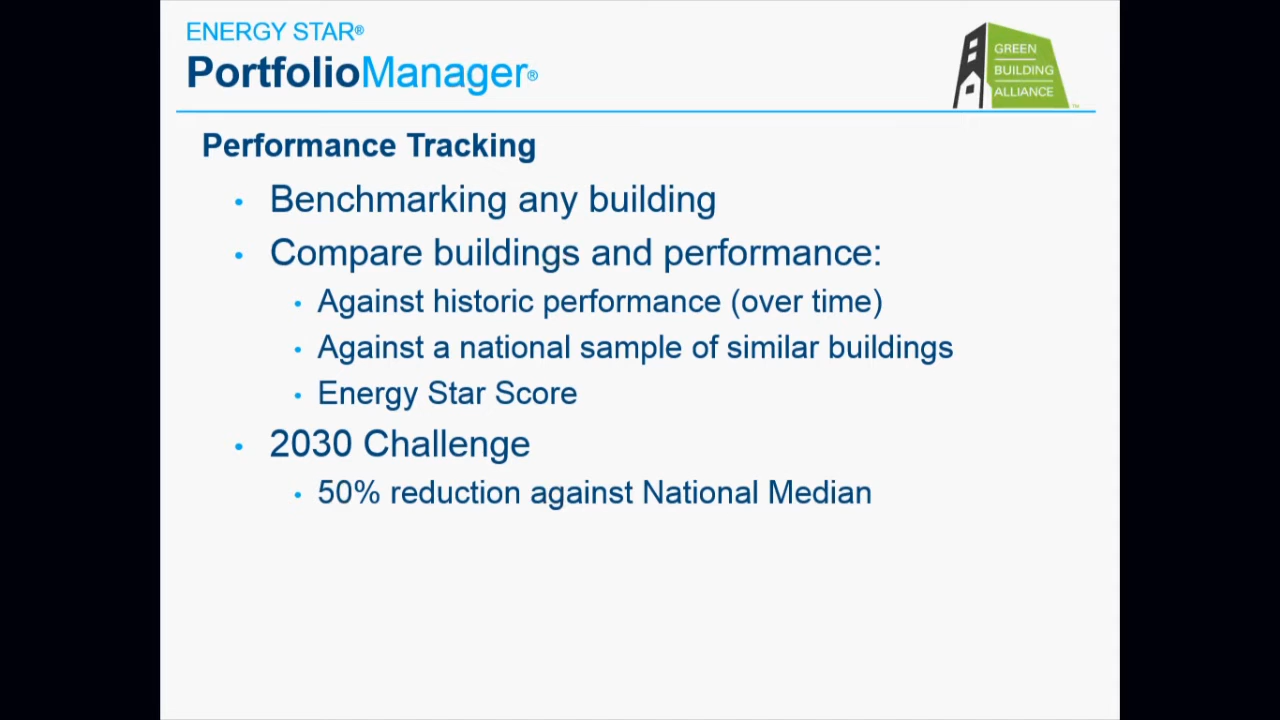 ENERGY STAR®
PortfolioManager®
GREEN
BUILDING
ALLIANCE™
Performance Tracking
• Benchmarking any building
• Compare buildings and performance:
• Against historic performance (over time)
• Against a national sample of similar buildings
• Energy Star Score
• 2030 Challenge
• 50% reduction against National Median